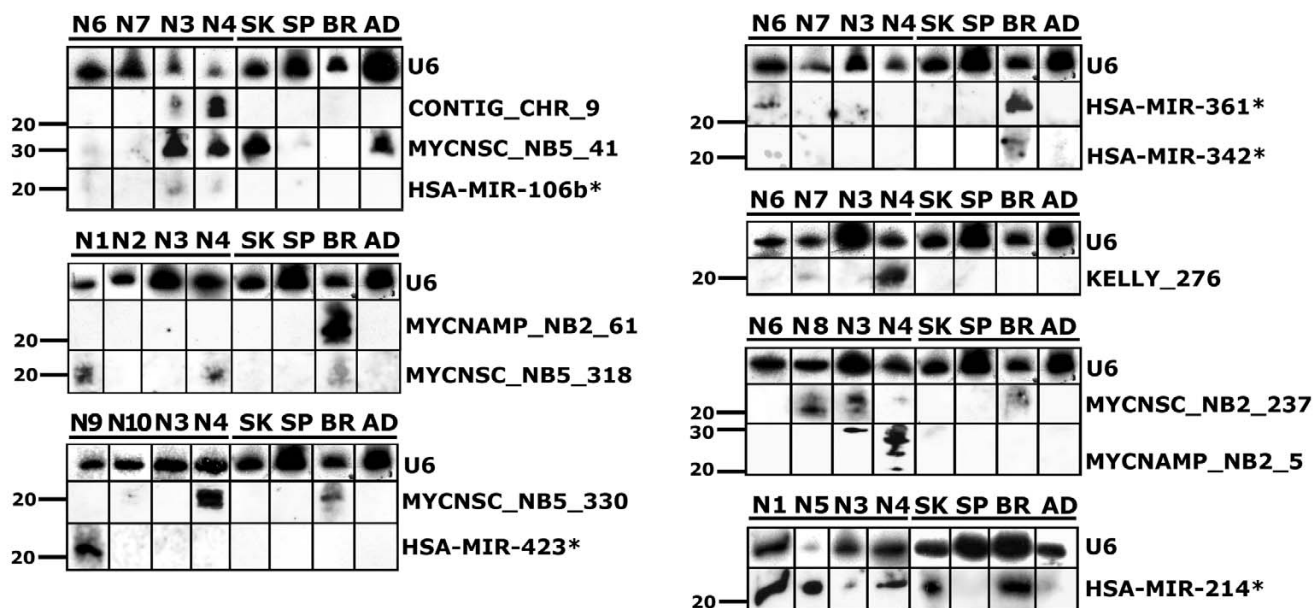 N6 N7 N3 N4 SK SP BR AD
U6
CONTIG_CHR_9
20
30 MYCNSC_NB5_41
20 HSA-MIR-106b*
N1 N2 N3 N4 SK SP BR AD
U6
MYCNAMP_NB2_61
20
20 MYCNSC_NB5_318
N9 N10 N3 N4 SK SP BR AD
U6
20 MYCNSC_NB5_330
HSA-MIR-423*
20
N6 N7 N3 N4 SK SP BR AD
U6
HSA-MIR-361*
20
20 HSA-MIR-342*
N6 N7 N3 N4 SK SP BR AD
U6
20 KELLY_276
N6 N8 N3 N4 SK SP BR AD
U6
MYCNSC_NB2_237
20
30
MYCNAMP_NB2_5
20
N1 N5 N3 N4 SK SP BR AD
U6
HSA-MIR-214*
20